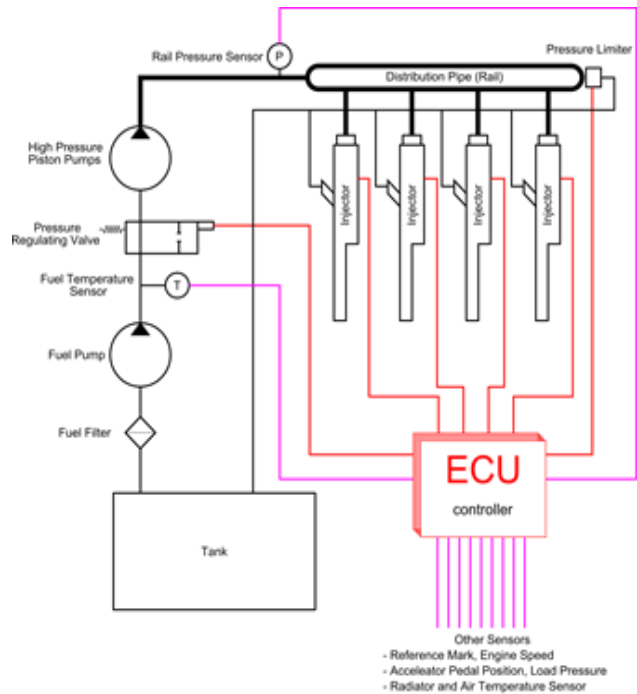 Rail Pressure Sensor
P
Pressure Limiter
Distribution Pipe (Rail)
High Pressure
Piston Pumps
Injector
Injector
Injector
Injector
Pressure
Regulating Valve
Fuel Temperature
Sensor
T
Fuel Pump
Fuel Filter
ECU
controller
Tank
Other Sensors
- Reference Mark, Engine Speed
- Acceleator Pedal Position, Load Pressure
- Radiator and Air Temperature Sensor